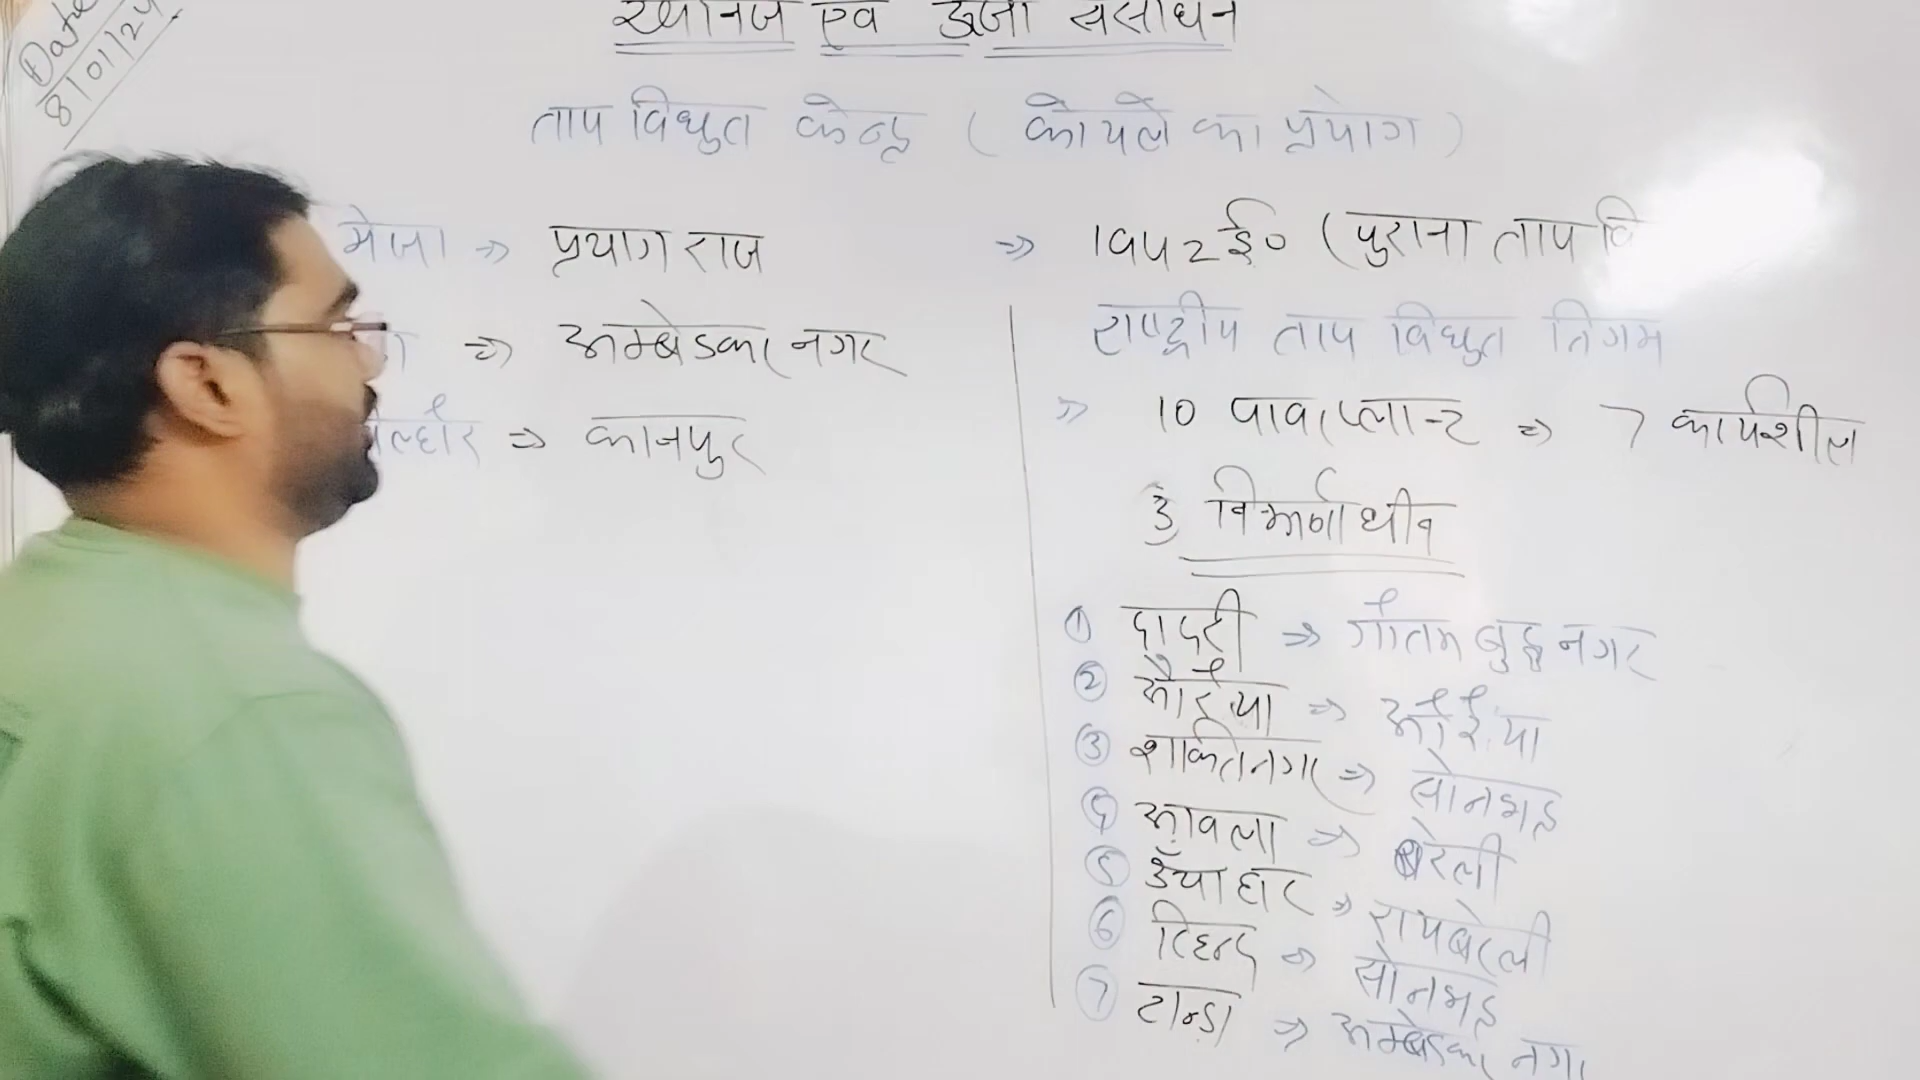 Date
8/01/24
खनिज एवं ऊर्जा संसाधन
ताप विधुत केन्द्र ( कोयले का प्रयोग )
मेजा → प्रयागराज
→ अम्बेडकर नगर
→ कानपुर
→ 1952 ई० (पुराना ताप वि
राष्ट्रीय ताप विधुत निगम
→ 10 पावर प्लान्ट → 7 कार्यशील
3 निर्माणाधीन
① दादरी → गौतम बुद्ध नगर
② औरैया → औरैया
③ शक्तिनगर → सोनभद्र
④ आंवला → बरेली
⑤ ऊँचाहार → रायबरेली
⑥ रिहन्द → सोनभद्र
⑦ टान्डा → अम्बेडकर नगर